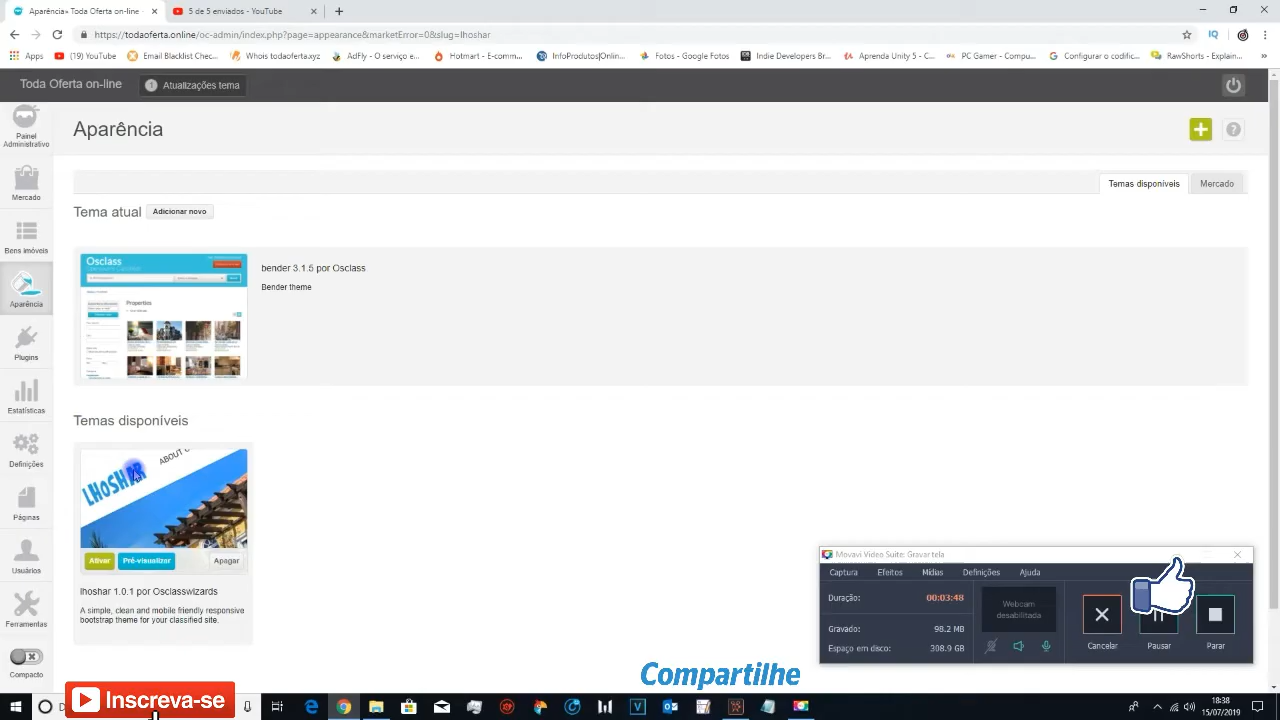 Aparência» Toda Oferta on-line
5 de 5 enviados - YouTube
https://todaoferta.online/oc-admin/index.php?page=appearance&marketError=0&slug=lhoshar
Apps
(19) YouTube
Email Blacklist Chec...
Whois todaoferta.xyz
AdFly - O serviço e...
Hotmart - E-comm...
InfoProdutos|Onlin...
Fotos - Google Fotos
Indie Developers Br...
Aprenda Unity 5 - C...
PC Gamer - Compu...
Configurar o codific...
RawShorts - Explain...
Toda Oferta on-line
1 Atualizações tema
Painel
Administrativo
Mercado
Bens imóveis
Aparência
Plugins
Estatísticas
Definições
Páginas
Usuários
Ferramentas
Compacto
Aparência
Temas disponíveis
Mercado
Tema atual
Adicionar novo
Osclass
Properties
bender 3.1.5 por Osclass
Bender theme
Temas disponíveis
LHOSHAR
ABOUT
Ativar
Pré-visualizar
Apagar
lhoshar 1.0.1 por Osclasswizards
A simple, clean and mobile friendly responsive
bootstrap theme for your classified site.
Movavi Video Suite: Gravar tela
Captura
Efeitos
Mídias
Definições
Ajuda
Duração:
00:03:48
Webcam
desabilitada
Gravado:
98.2 MB
Espaço em disco:
308.9 GB
Cancelar
Pausar
Parar
Compartilhe
Inscreva-se
18:38
15/07/2019